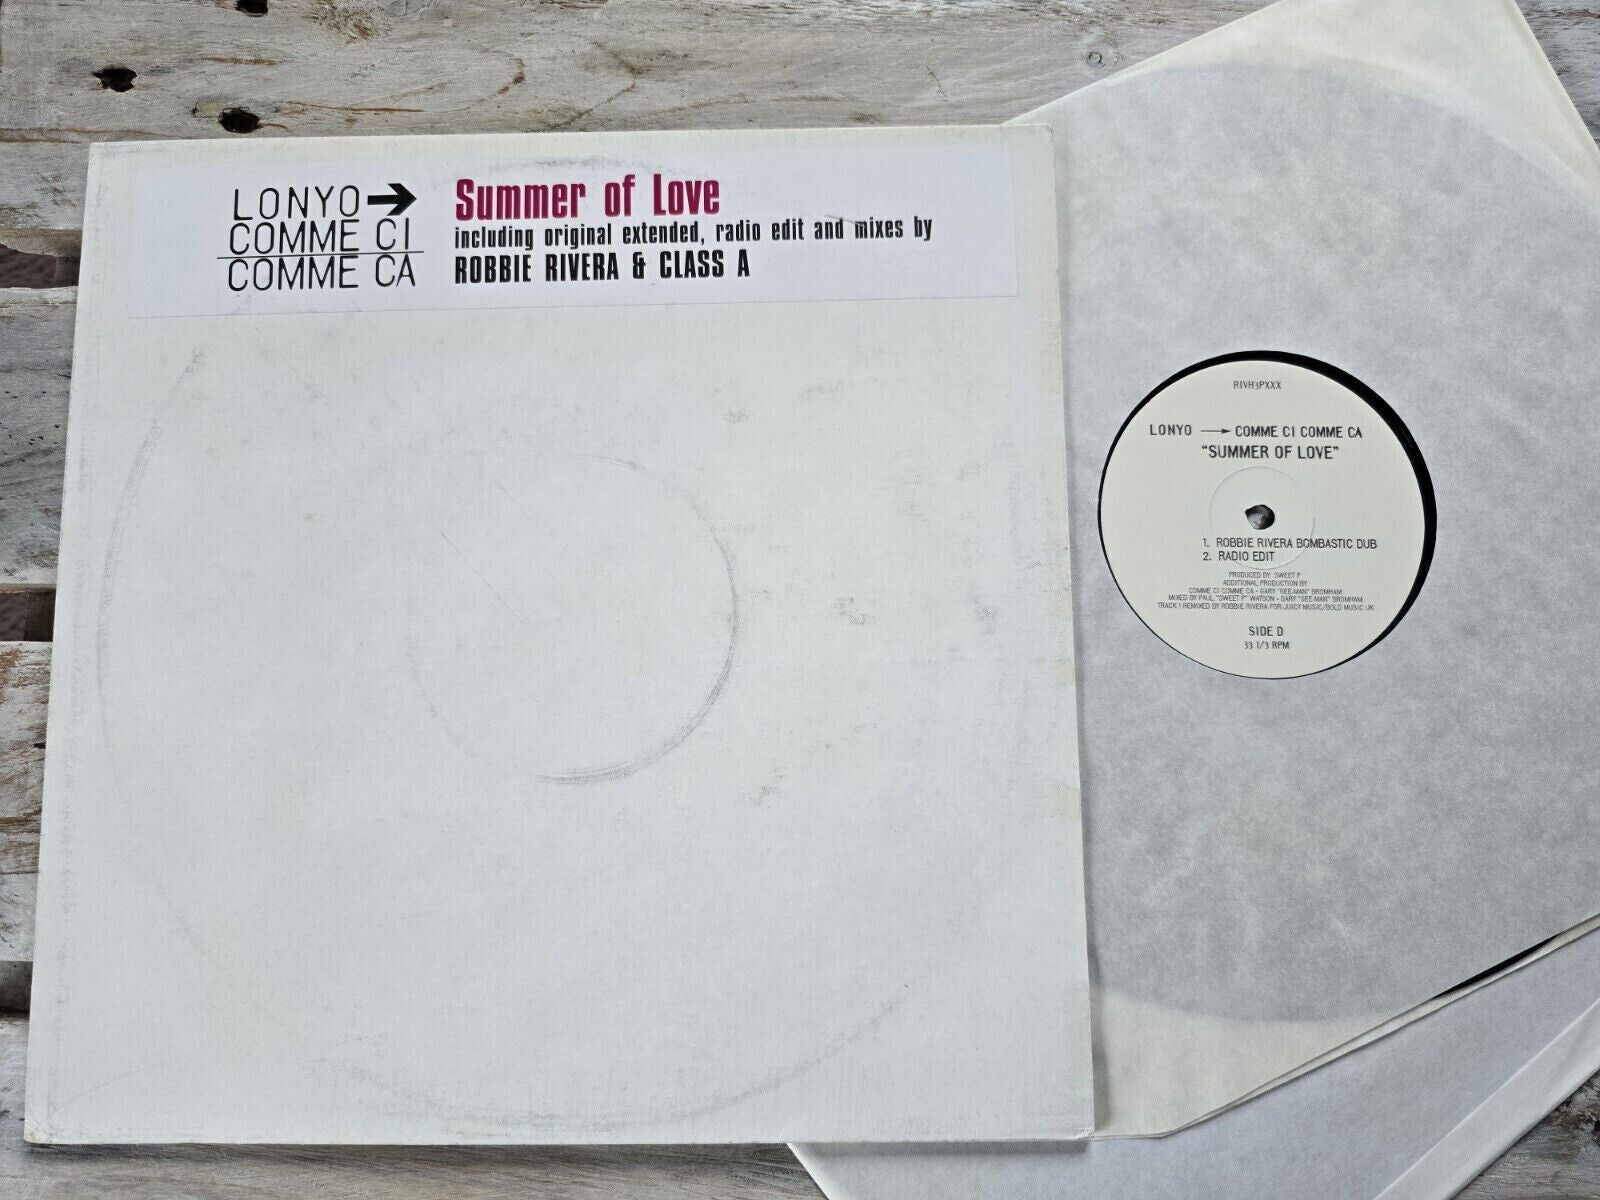 LONYO →
COMME CI
COMME CA
Summer of Love
including original extended, radio edit and mixes by
ROBBIE RIVERA & CLASS A
RIVH3PXXX
LONYO → COMME CI COMME CA
"SUMMER OF LOVE"
1. ROBBIE RIVERA BOMBASTIC DUB
2. RADIO EDIT
PRODUCED BY 'SWEET P'
ADDITIONAL PRODUCTION BY
COMME CI COMME CA + GARY "GEE-MAN" BROMHAM
MIXED BY PAUL "SWEET P" WATSON + GARY "GEE-MAN" BROMHAM
TRACK 1 REMIXED BY ROBBIE RIVERA FOR JUICY MUSIC/BOLD MUSIC UK
SIDE D
33 1/3 RPM